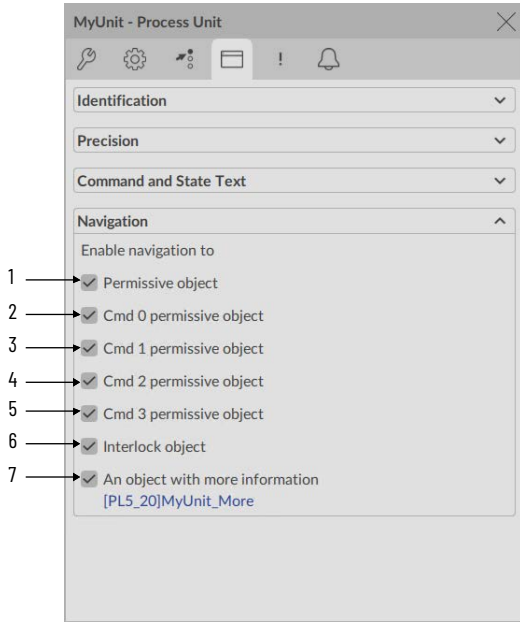 MyUnit - Process Unit
Identification
Precision
Command and State Text
Navigation
Enable navigation to
1 Permissive object
2 Cmd 0 permissive object
3 Cmd 1 permissive object
4 Cmd 2 permissive object
5 Cmd 3 permissive object
6 Interlock object
7 An object with more information
[PL5_20]MyUnit_More